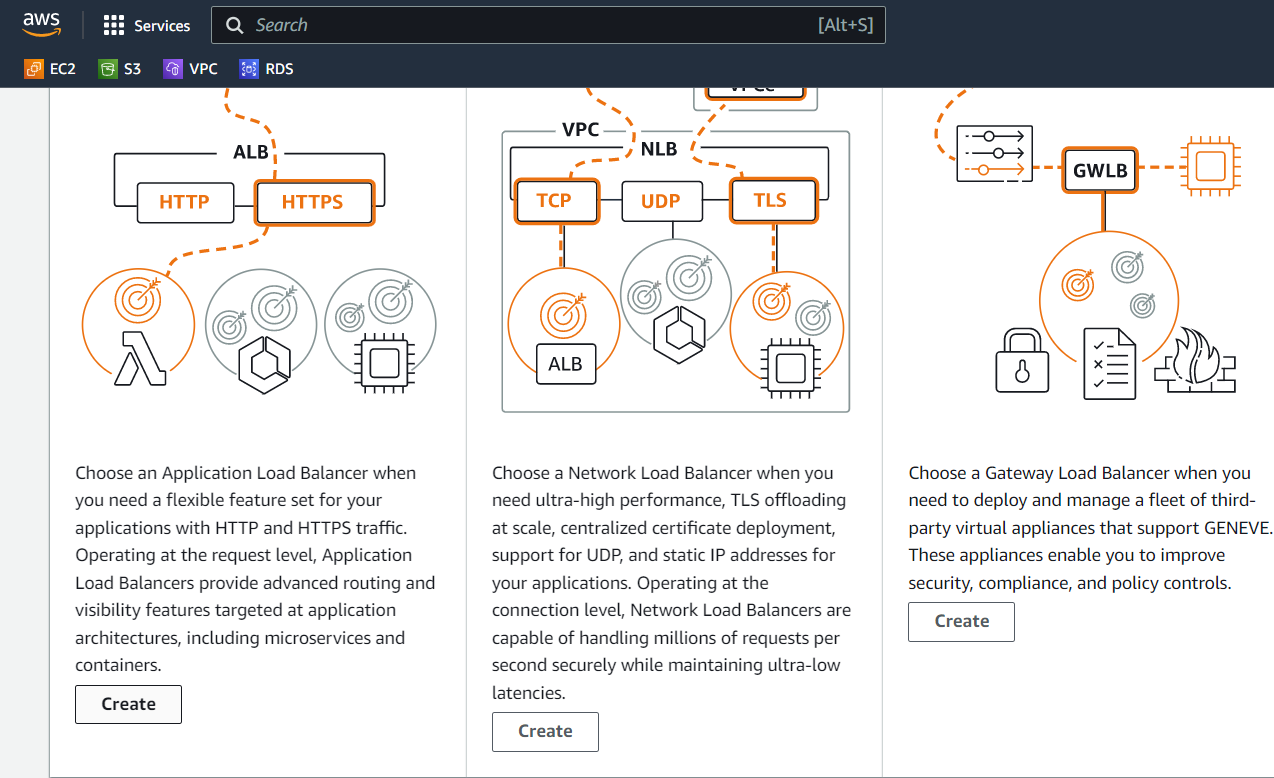 aws
Services
Search
[Alt+S]
EC2
S3
VPC
RDS
ALB
HTTP
HTTPS
VPC
NLB
TCP
UDP
TLS
ALB
GWLB
Choose an Application Load Balancer when
you need a flexible feature set for your
applications with HTTP and HTTPS traffic.
Operating at the request level, Application
Load Balancers provide advanced routing and
visibility features targeted at application
architectures, including microservices and
containers.
Create
Choose a Network Load Balancer when you
need ultra-high performance, TLS offloading
at scale, centralized certificate deployment,
support for UDP, and static IP addresses for
your applications. Operating at the
connection level, Network Load Balancers are
capable of handling millions of requests per
second securely while maintaining ultra-low
latencies.
Create
Choose a Gateway Load Balancer when you
need to deploy and manage a fleet of third-
party virtual appliances that support GENEVE.
These appliances enable you to improve
security, compliance, and policy controls.
Create